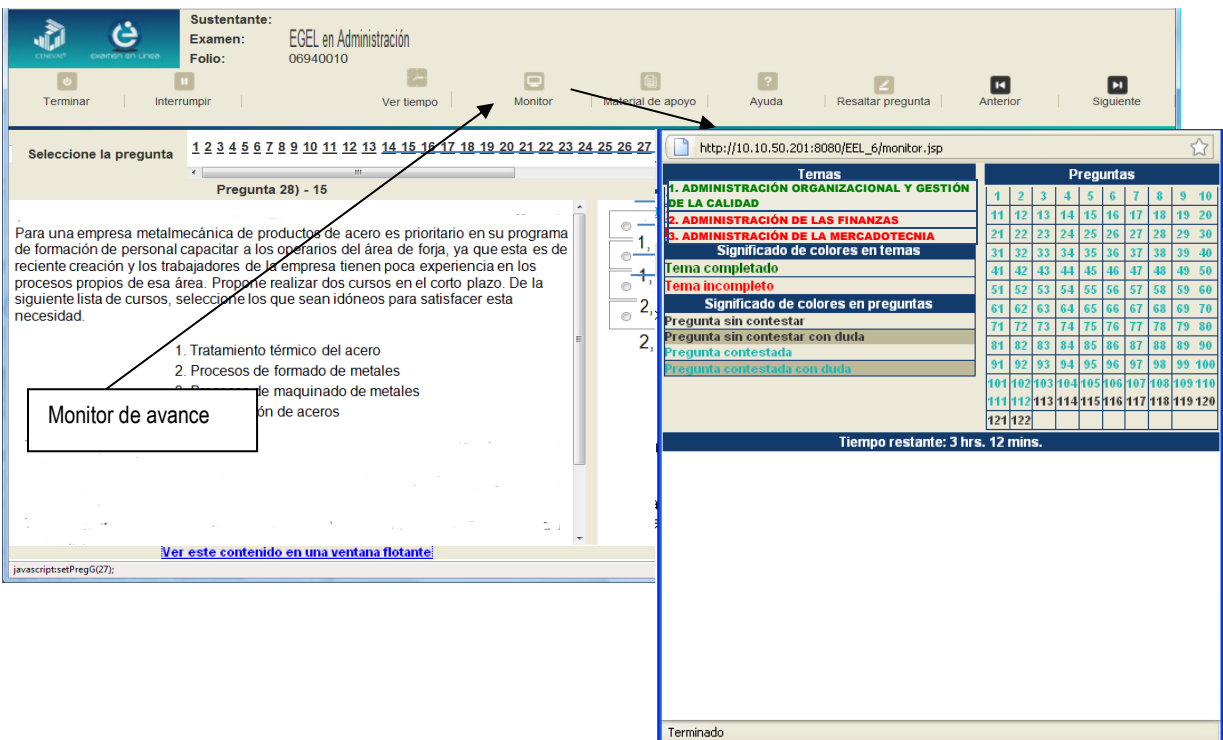 Sustentante:
Examen: EGEL en Administración
Folio: 06940010
CENEVAL
examen en línea
Terminar
Interrumpir
Ver tiempo
Monitor
Material de apoyo
Ayuda
Resaltar pregunta
Anterior
Siguiente
Seleccione la pregunta
1 2 3 4 5 6 7 8 9 10 11 12 13 14 15 16 17 18 19 20 21 22 23 24 25 26 27
Pregunta 28) - 15
Para una empresa metalmecánica de productos de acero es prioritario en su programa
de formación de personal capacitar a los operarios del área de forja, ya que esta es de
reciente creación y los trabajadores de la empresa tienen poca experiencia en los
procesos propios de esa área. Propone realizar dos cursos en el corto plazo. De la
siguiente lista de cursos, seleccione los que sean idóneos para satisfacer esta
necesidad.
1. Tratamiento térmico del acero
2. Procesos de formado de metales
de maquinado de metales
ón de aceros
1,
1,
2,
2,
Monitor de avance
Ver este contenido en una ventana flotante
javascript:setPregG(27);
http://10.10.50.201:8080/EEL_6/monitor.jsp
Temas
1. ADMINISTRACIÓN ORGANIZACIONAL Y GESTIÓN
DE LA CALIDAD
2. ADMINISTRACIÓN DE LAS FINANZAS
3. ADMINISTRACIÓN DE LA MERCADOTECNIA
Significado de colores en temas
Tema completado
Tema incompleto
Significado de colores en preguntas
Pregunta sin contestar
Pregunta sin contestar con duda
Pregunta contestada
Pregunta contestada con duda
Preguntas
1 2 3 4 5 6 7 8 9 10
11 12 13 14 15 16 17 18 19 20
21 22 23 24 25 26 27 28 29 30
31 32 33 34 35 36 37 38 39 40
41 42 43 44 45 46 47 48 49 50
51 52 53 54 55 56 57 58 59 60
61 62 63 64 65 66 67 68 69 70
71 72 73 74 75 76 77 78 79 80
81 82 83 84 85 86 87 88 89 90
91 92 93 94 95 96 97 98 99 100
101 102 103 104 105 106 107 108 109 110
111 112 113 114 115 116 117 118 119 120
121 122
Tiempo restante: 3 hrs. 12 mins.
Terminado